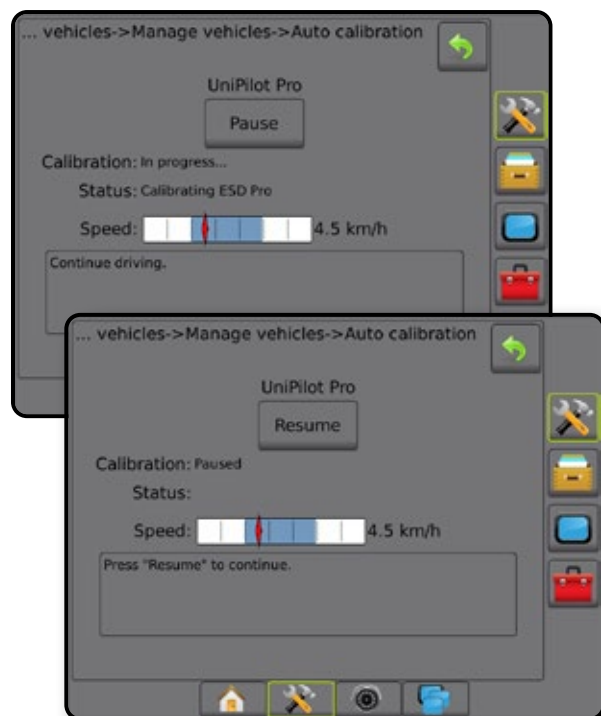 ... vehicles->Manage vehicles->Auto calibration
UniPilot Pro
Pause
Calibration: In progress...
Status: Calibrating ESD Pro
Speed: 4.5 km/h
Continue driving.
... vehicles->Manage vehicles->Auto calibration
UniPilot Pro
Resume
Calibration: Paused
Status:
Speed: 4.5 km/h
Press "Resume" to continue.